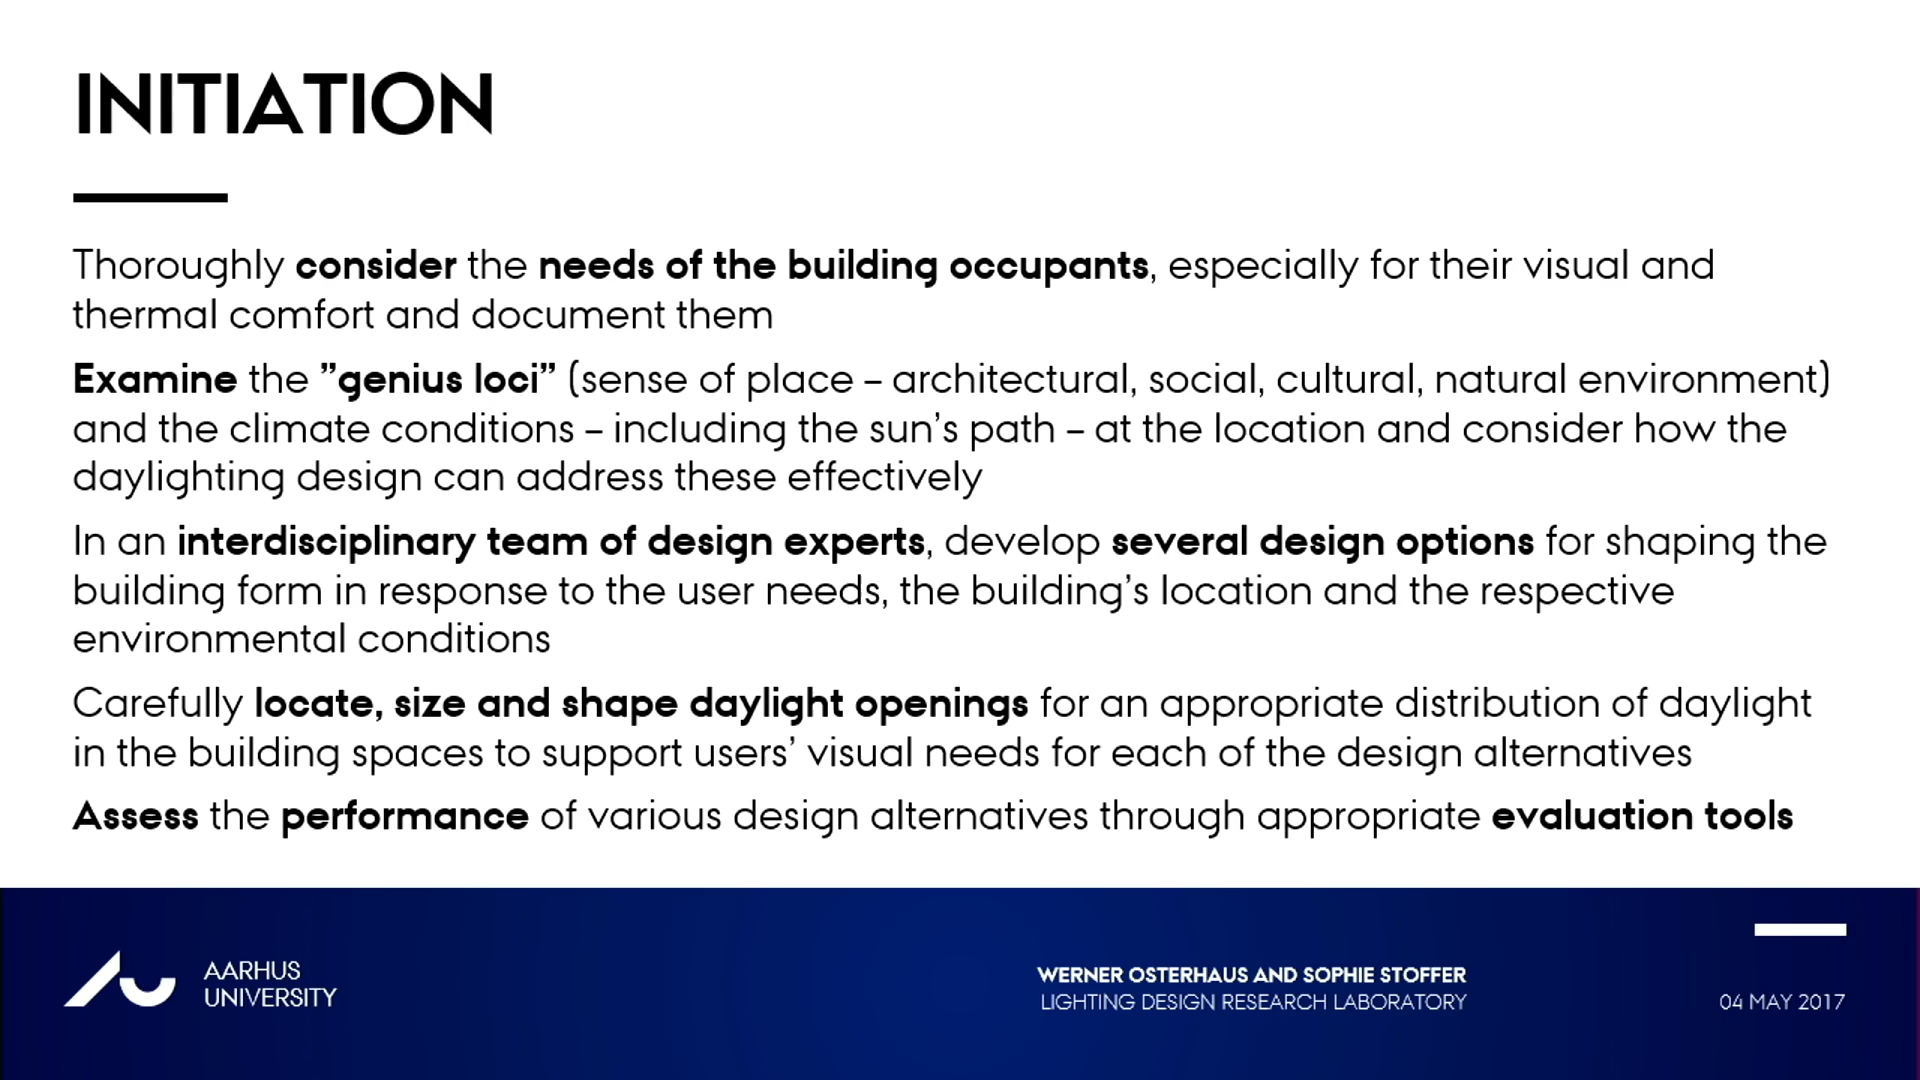 INITIATION
Thoroughly consider the needs of the building occupants, especially for their visual and
thermal comfort and document them
Examine the ”genius loci” (sense of place – architectural, social, cultural, natural environment)
and the climate conditions – including the sun’s path – at the location and consider how the
daylighting design can address these effectively
In an interdisciplinary team of design experts, develop several design options for shaping the
building form in response to the user needs, the building’s location and the respective
environmental conditions
Carefully locate, size and shape daylight openings for an appropriate distribution of daylight
in the building spaces to support users’ visual needs for each of the design alternatives
Assess the performance of various design alternatives through appropriate evaluation tools
AARHUS
UNIVERSITY
WERNER OSTERHAUS AND SOPHIE STOFFER
LIGHTING DESIGN RESEARCH LABORATORY
04 MAY 2017